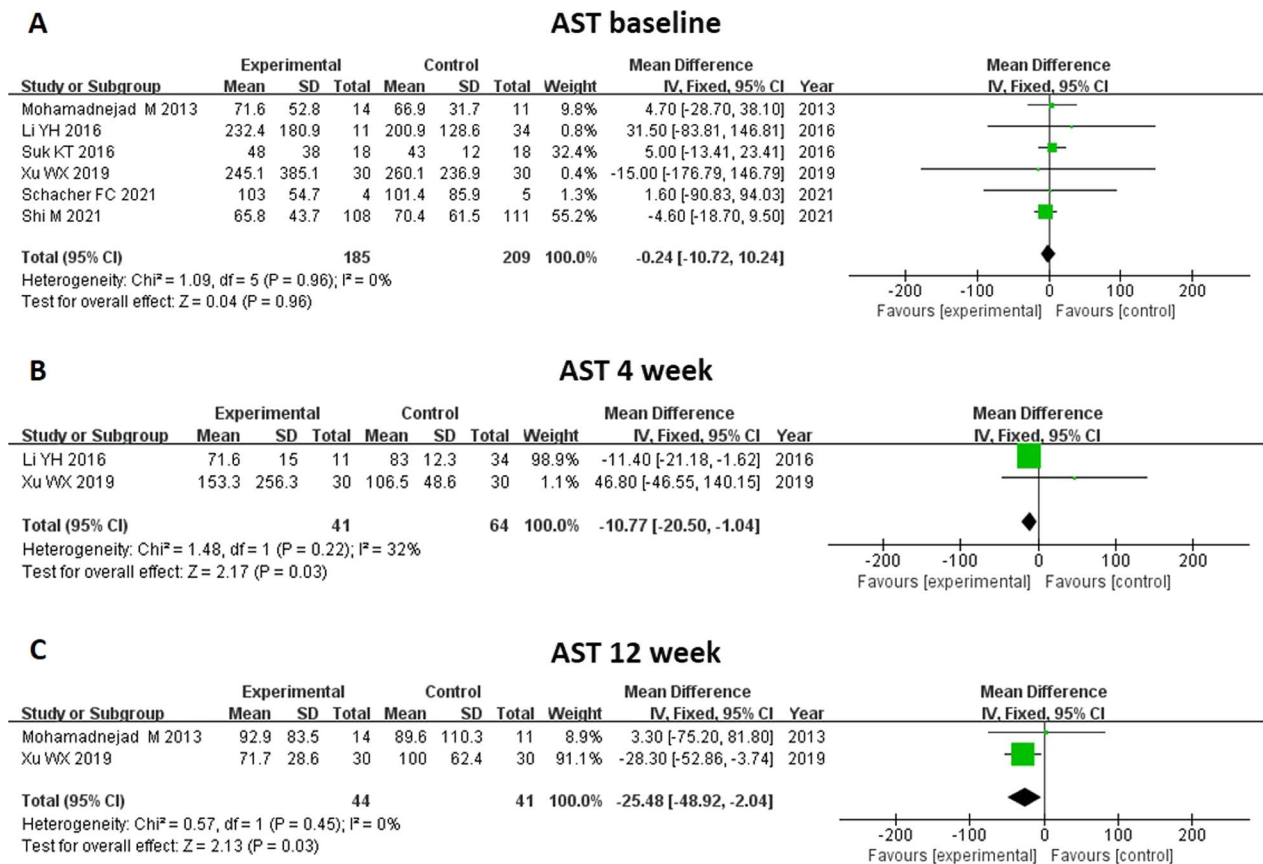 A AST baseline
Experimental Control Mean Difference Mean Difference
Study or Subgroup Mean SD Total Mean SD Total Weight IV, Fixed, 95% CI Year IV, Fixed, 95% CI
Mohamadnejad M 2013 71.6 52.8 14 66.9 31.7 11 9.8% 4.70 [-28.70, 38.10] 2013
Li YH 2016 232.4 180.9 11 200.9 128.6 34 0.8% 31.50 [-83.81, 146.81] 2016
Suk KT 2016 48 38 18 43 12 18 32.4% 5.00 [-13.41, 23.41] 2016
Xu WX 2019 245.1 385.1 30 260.1 236.9 30 0.4% -15.00 [-176.79, 146.79] 2019
Schacher FC 2021 103 54.7 4 101.4 85.9 5 1.3% 1.60 [-90.83, 94.03] 2021
Shi M 2021 65.8 43.7 108 70.4 61.5 111 55.2% -4.60 [-18.70, 9.50] 2021
Total (95% CI) 185 209 100.0% -0.24 [-10.72, 10.24]
Heterogeneity: Chi² = 1.09, df = 5 (P = 0.96); I² = 0%
Test for overall effect: Z = 0.04 (P = 0.96)
-200 -100 0 100 200
Favours [experimental] Favours [control]
B AST 4 week
Experimental Control Mean Difference Mean Difference
Study or Subgroup Mean SD Total Mean SD Total Weight IV, Fixed, 95% CI Year IV, Fixed, 95% CI
Li YH 2016 71.6 15 11 83 12.3 34 98.9% -11.40 [-21.18, -1.62] 2016
Xu WX 2019 153.3 256.3 30 106.5 48.6 30 1.1% 46.80 [-46.55, 140.15] 2019
Total (95% CI) 41 64 100.0% -10.77 [-20.50, -1.04]
Heterogeneity: Chi² = 1.48, df = 1 (P = 0.22); I² = 32%
Test for overall effect: Z = 2.17 (P = 0.03)
-200 -100 0 100 200
Favours [experimental] Favours [control]
C AST 12 week
Experimental Control Mean Difference Mean Difference
Study or Subgroup Mean SD Total Mean SD Total Weight IV, Fixed, 95% CI Year IV, Fixed, 95% CI
Mohamadnejad M 2013 92.9 83.5 14 89.6 110.3 11 8.9% 3.30 [-75.20, 81.80] 2013
Xu WX 2019 71.7 28.6 30 100 62.4 30 91.1% -28.30 [-52.86, -3.74] 2019
Total (95% CI) 44 41 100.0% -25.48 [-48.92, -2.04]
Heterogeneity: Chi² = 0.57, df = 1 (P = 0.45); I² = 0%
Test for overall effect: Z = 2.13 (P = 0.03)
-200 -100 0 100 200
Favours [experimental] Favours [control]